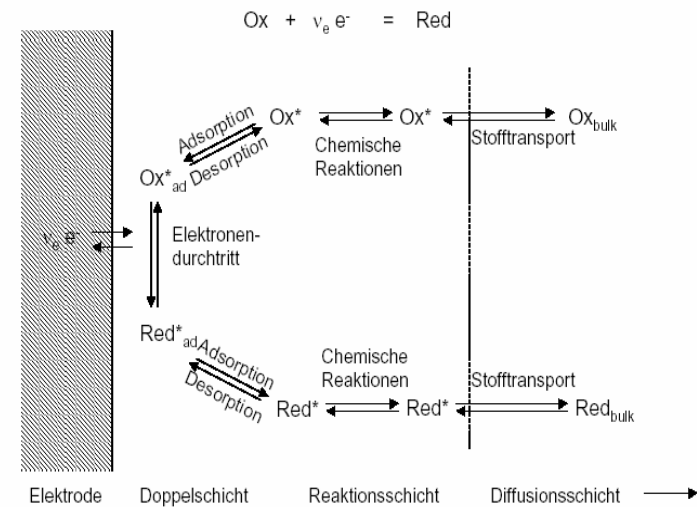 Ox + νe e- = Red
Adsorption
Desorption
Ox* Ox* Oxbulk
Chemische
Reaktionen
Stofftransport
Ox*ad
νe e-
Elektronen-
durchtritt
Red*ad
Adsorption
Desorption
Chemische
Reaktionen
Stofftransport
Red* Red* Redbulk
Elektrode Doppelschicht Reaktionsschicht Diffusionsschicht